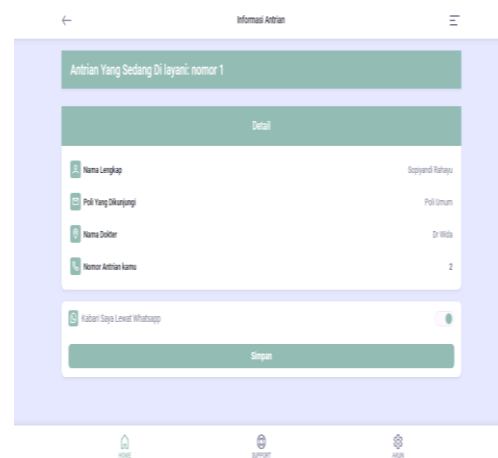 Informasi Antrian
Antrian Yang Sedang Di layani: nomor 1
Detail
Nama Lengkap Sopiyandi Rahayu
Poli Yang Dikunjungi Poli Umum
Nama Dokter Dr Wida
Nomor Antrian kamu 2
Kabari Saya Lewat Whatsapp
Simpan
HOME SUPPORT AKUN